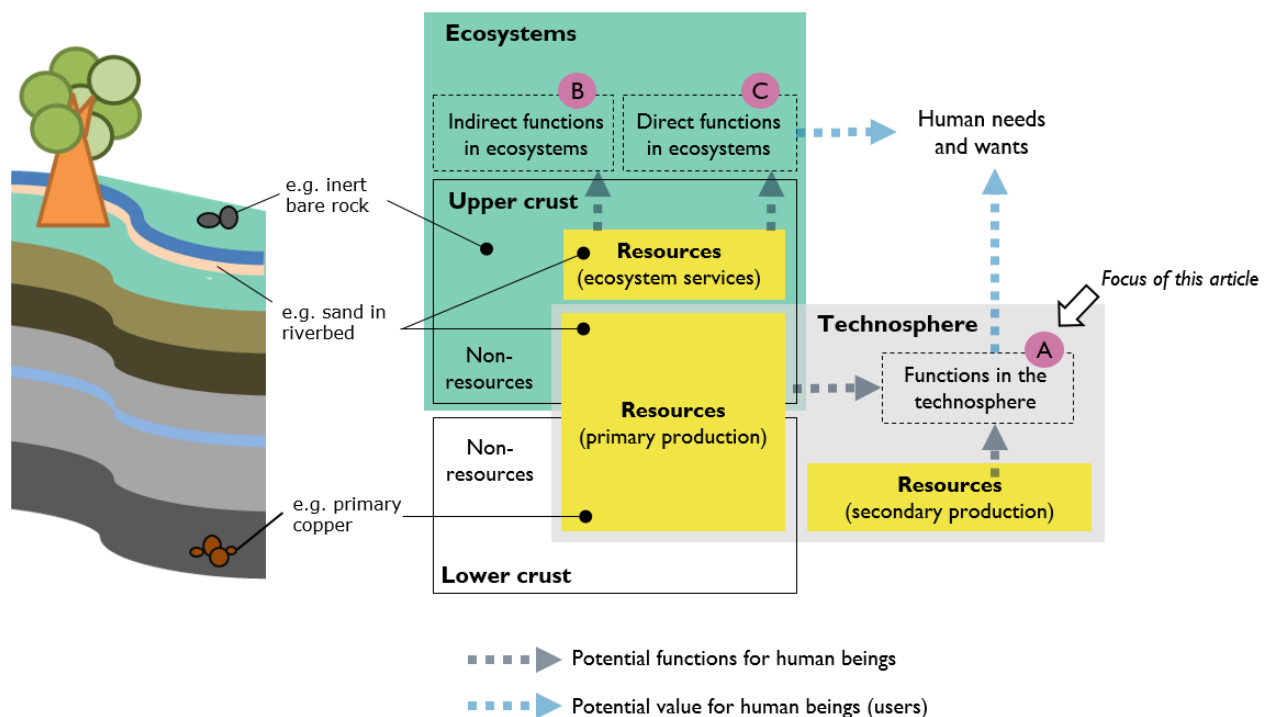 Ecosystems
B
C
Indirect functions
in ecosystems
Direct functions
in ecosystems
Human needs
and wants
e.g. inert
bare rock
Upper crust
Resources
(ecosystem services)
Focus of this article
e.g. sand in
riverbed
Technosphere
A
Non-
resources
Functions in the
technosphere
Resources
(primary production)
Non-
resources
Resources
(secondary production)
e.g. primary
copper
Lower crust
Potential functions for human beings
Potential value for human beings (users)